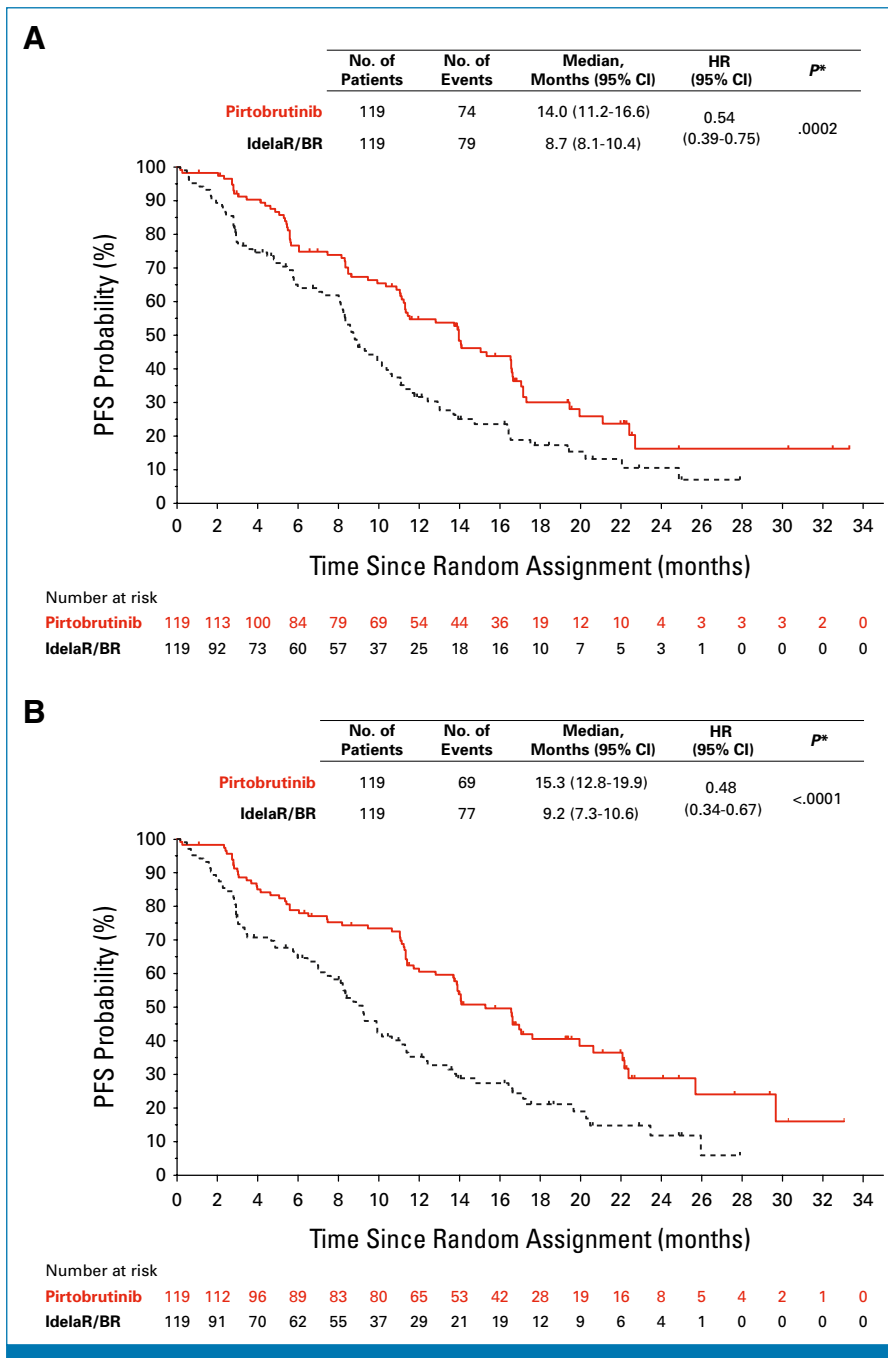 A
No. of Patients No. of Events Median, Months (95% CI) HR (95% CI) P*
Pirtobrutinib 119 74 14.0 (11.2-16.6) 0.54 (0.39-0.75) .0002
IdelaR/BR 119 79 8.7 (8.1-10.4)
PFS Probability (%)
100
90
80
70
60
50
40
30
20
10
0
0 2 4 6 8 10 12 14 16 18 20 22 24 26 28 30 32 34
Time Since Random Assignment (months)
Number at risk
Pirtobrutinib 119 113 100 84 79 69 54 44 36 19 12 10 4 3 3 3 2 0
IdelaR/BR 119 92 73 60 57 37 25 18 16 10 7 5 3 1 0 0 0 0
B
No. of Patients No. of Events Median, Months (95% CI) HR (95% CI) P*
Pirtobrutinib 119 69 15.3 (12.8-19.9) 0.48 (0.34-0.67) <.0001
IdelaR/BR 119 77 9.2 (7.3-10.6)
PFS Probability (%)
100
90
80
70
60
50
40
30
20
10
0
0 2 4 6 8 10 12 14 16 18 20 22 24 26 28 30 32 34
Time Since Random Assignment (months)
Number at risk
Pirtobrutinib 119 112 96 89 83 80 65 53 42 28 19 16 8 5 4 2 1 0
IdelaR/BR 119 91 70 62 55 37 29 21 19 12 9 6 4 1 0 0 0 0